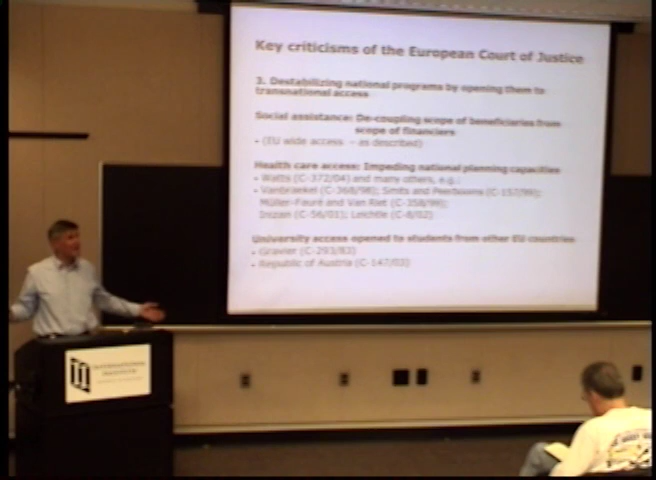 Key criticisms of the European Court of Justice
3. Destabilizing national programs by opening them to
transnational access
Social assistance: De-coupling scope of beneficiaries from
scope of financiers
• (EU wide access – as described)
Health care access: Impeding national planning capacities
• Watts (C-372/04) and many others, e.g.:
• Vanbraekel (C-368/98); Smits and Peerbooms (C-157/99);
Müller-Fauré and Van Riet (C-358/99);
Inizan (C-56/01); Leichtle (C-8/02)
University access opened to students from other EU countries
• Gravier (C-293/83)
• Republic of Austria (C-147/03)
INTERNATIONAL
INSTITUTE